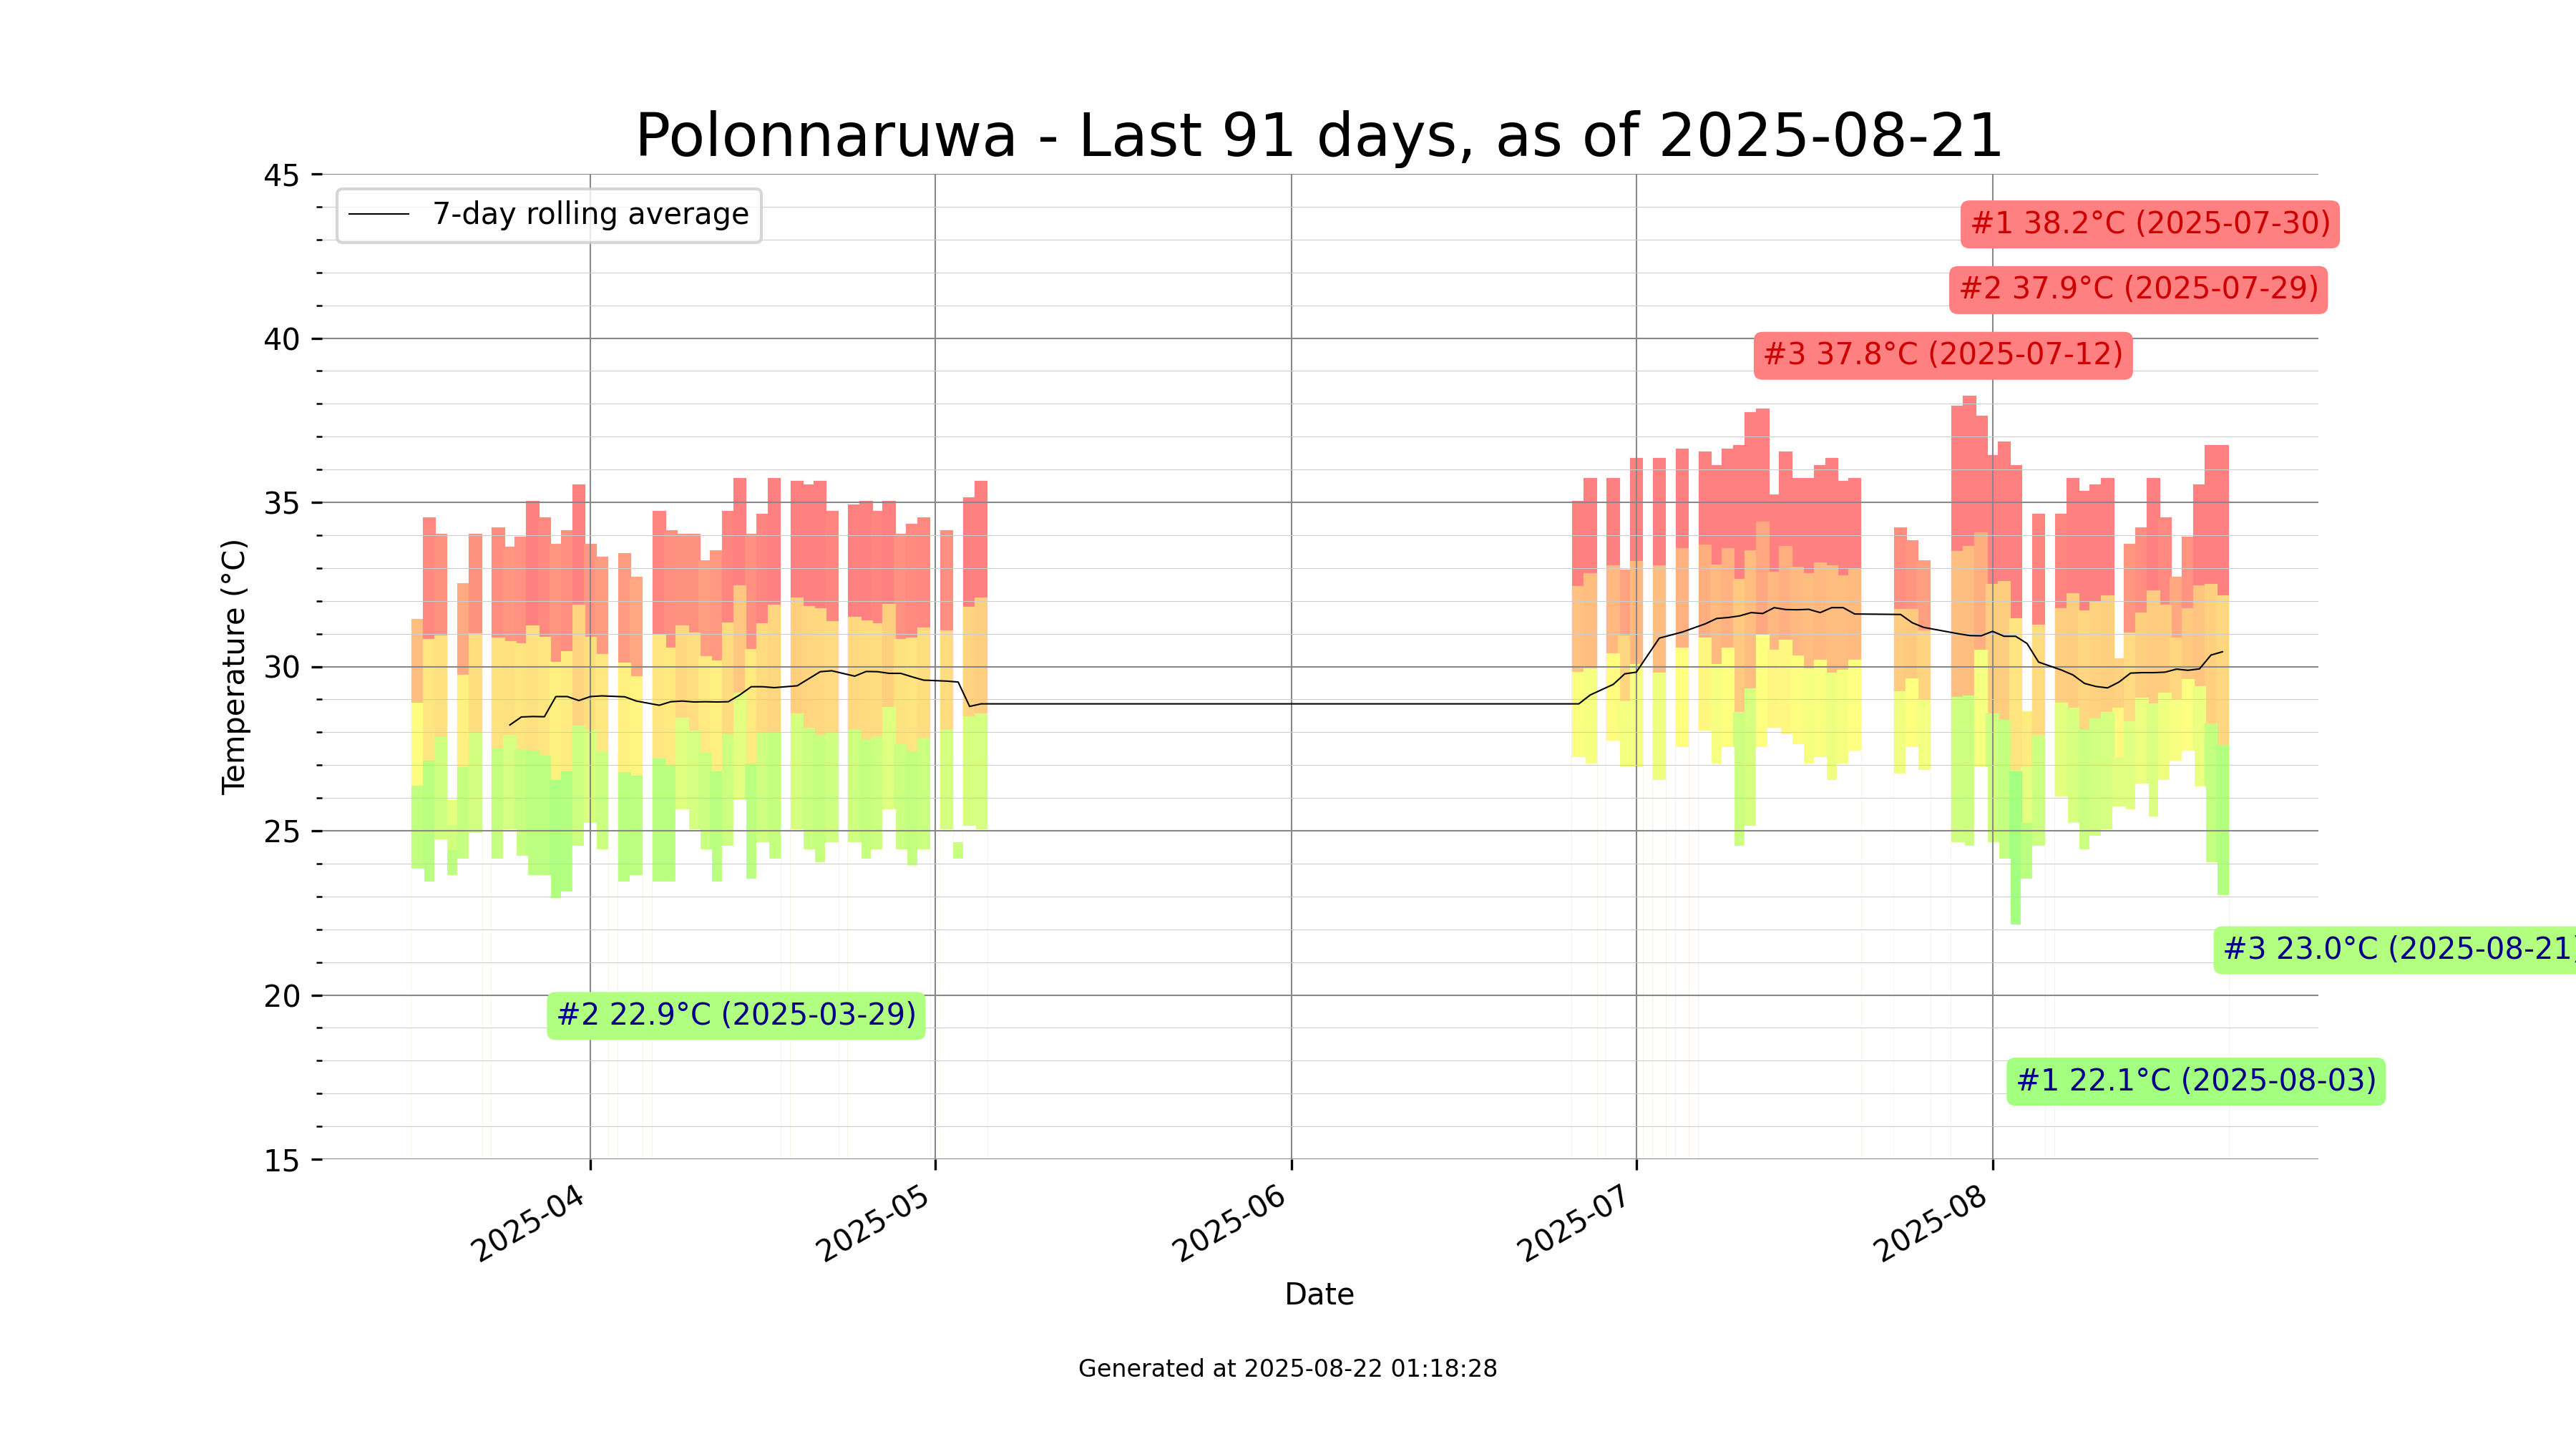 Polonnaruwa - Last 91 days, as of 2025-08-21
45
7-day rolling average
#1 38.2°C (2025-07-30)
#2 37.9°C (2025-07-29)
40
#3 37.8°C (2025-07-12)
35
Temperature (°C)
30
25
#3 23.0°C (2025-08-21)
20
#2 22.9°C (2025-03-29)
#1 22.1°C (2025-08-03)
15
2025-04
2025-05
2025-06
2025-07
2025-08
Date
Generated at 2025-08-22 01:18:28